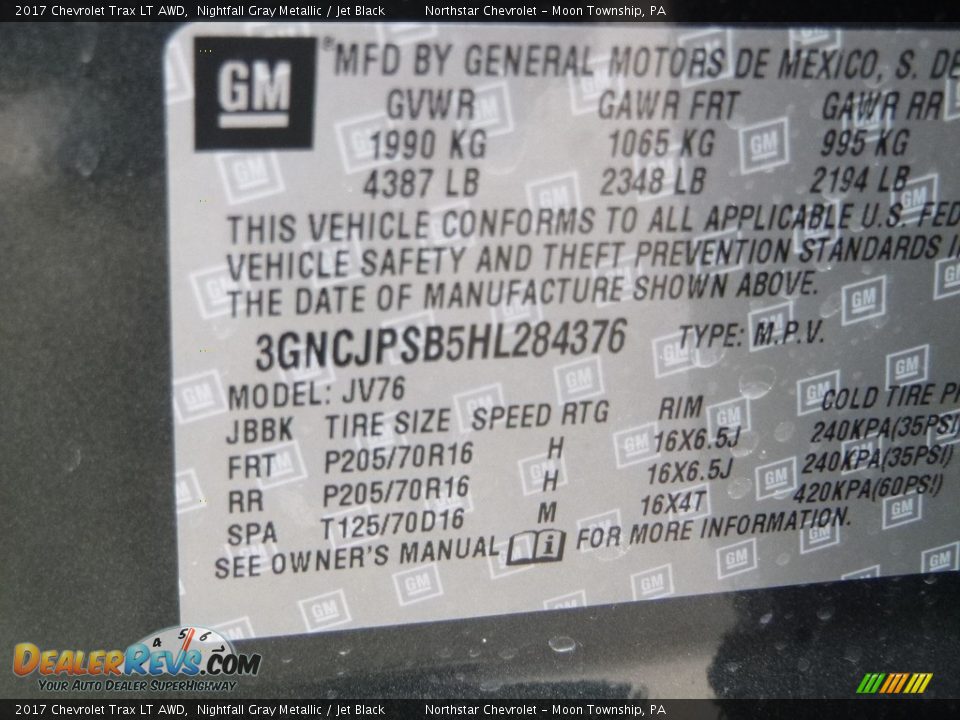 2017 Chevrolet Trax LT AWD, Nightfall Gray Metallic / Jet Black Northstar Chevrolet - Moon Township, PA
GM ® MFD BY GENERAL MOTORS DE MEXICO, S. DE
GVWR GAWR FRT GAWR RR
1990 KG 1065 KG 995 KG
4387 LB 2348 LB 2194 LB
THIS VEHICLE CONFORMS TO ALL APPLICABLE U.S. FED
VEHICLE SAFETY AND THEFT PREVENTION STANDARDS I
THE DATE OF MANUFACTURE SHOWN ABOVE.
3GNCJPSB5HL284376 TYPE: M.P.V.
MODEL: JV76
JBBK TIRE SIZE SPEED RTG RIM COLD TIRE P
FRT P205/70R16 H 16X6.5J 240KPA(35PSI)
RR P205/70R16 H 16X6.5J 240KPA(35PSI)
SPA T125/70D16 M 16X4T 420KPA(60PSI)
SEE OWNER'S MANUAL i FOR MORE INFORMATION.
4 5 6 7
DEALERREVS.COM
YOUR AUTO DEALER SUPERHIGHWAY
2017 Chevrolet Trax LT AWD, Nightfall Gray Metallic / Jet Black Northstar Chevrolet - Moon Township, PA